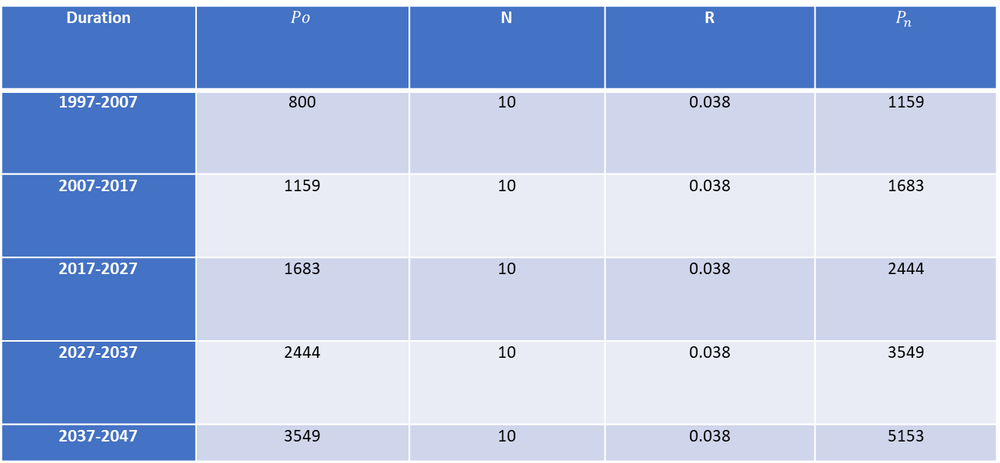 Duration Po N R Pn
1997-2007 800 10 0.038 1159
2007-2017 1159 10 0.038 1683
2017-2027 1683 10 0.038 2444
2027-2037 2444 10 0.038 3549
2037-2047 3549 10 0.038 5153